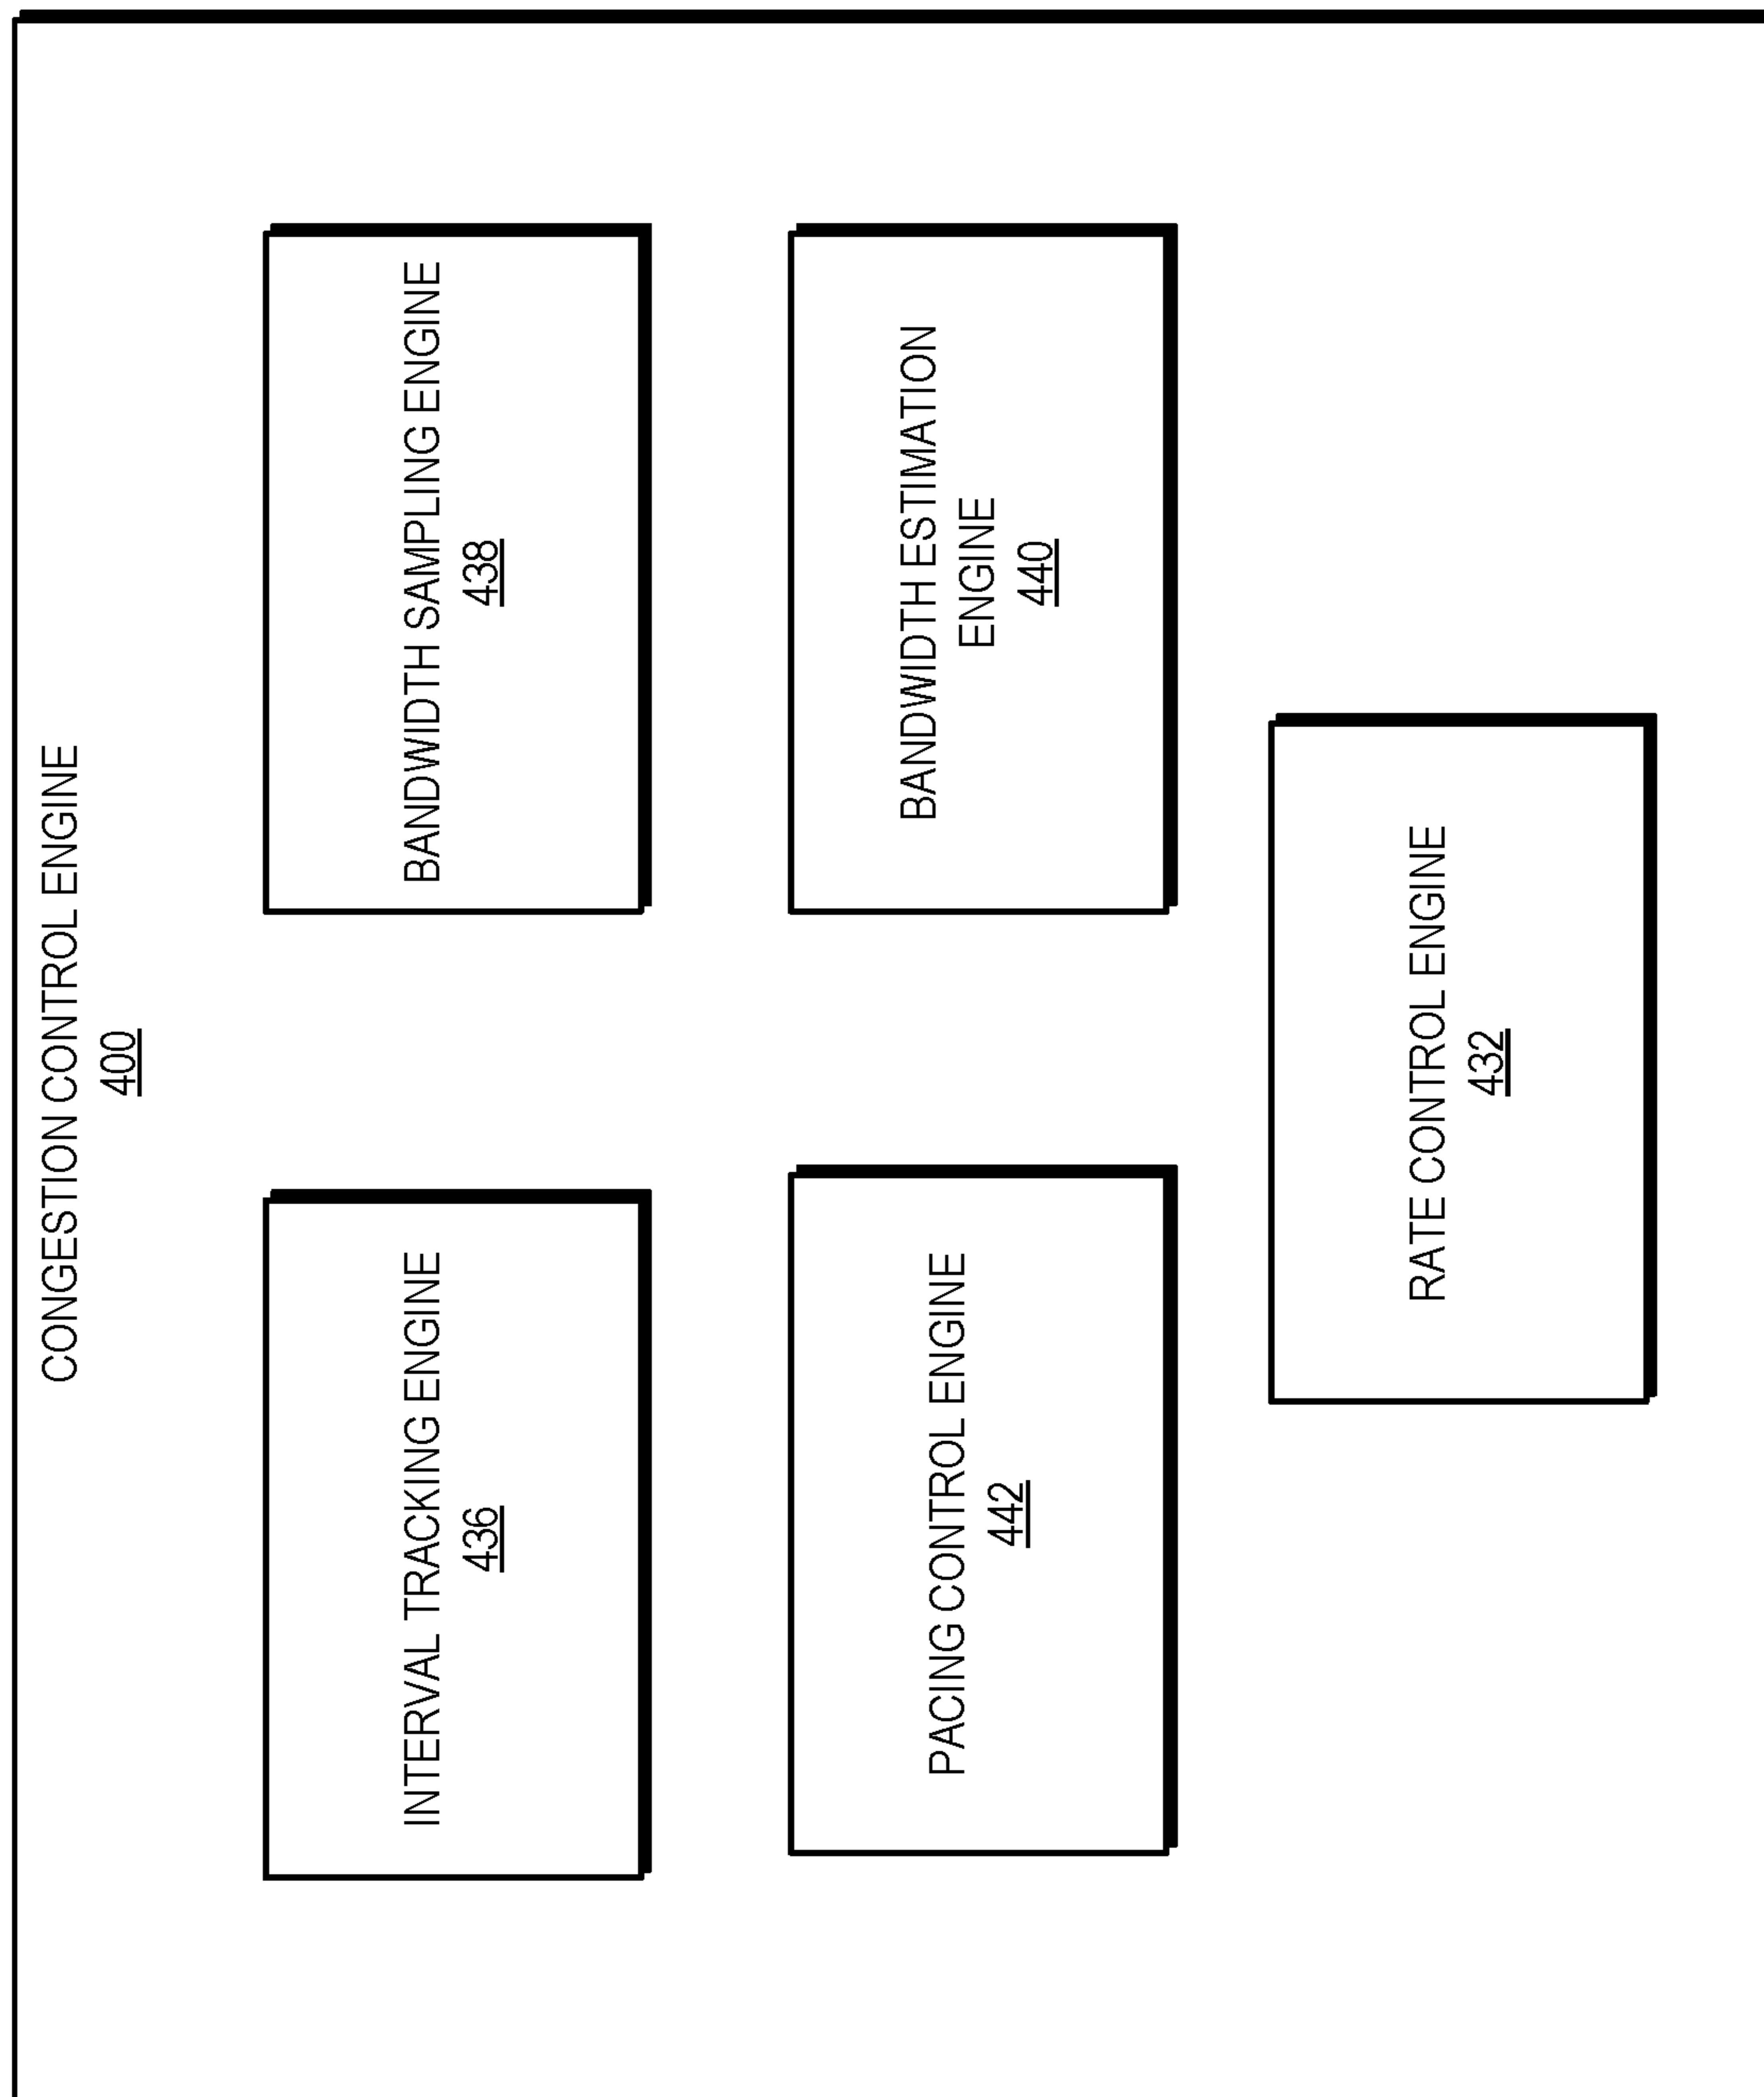 CONGESTION CONTROL ENGINE
400
INTERVAL TRACKING ENGINE
436
BANDWIDTH SAMPLING ENGINE
438
PACING CONTROL ENGINE
442
BANDWIDTH ESTIMATION
ENGINE
440
RATE CONTROL ENGINE
432